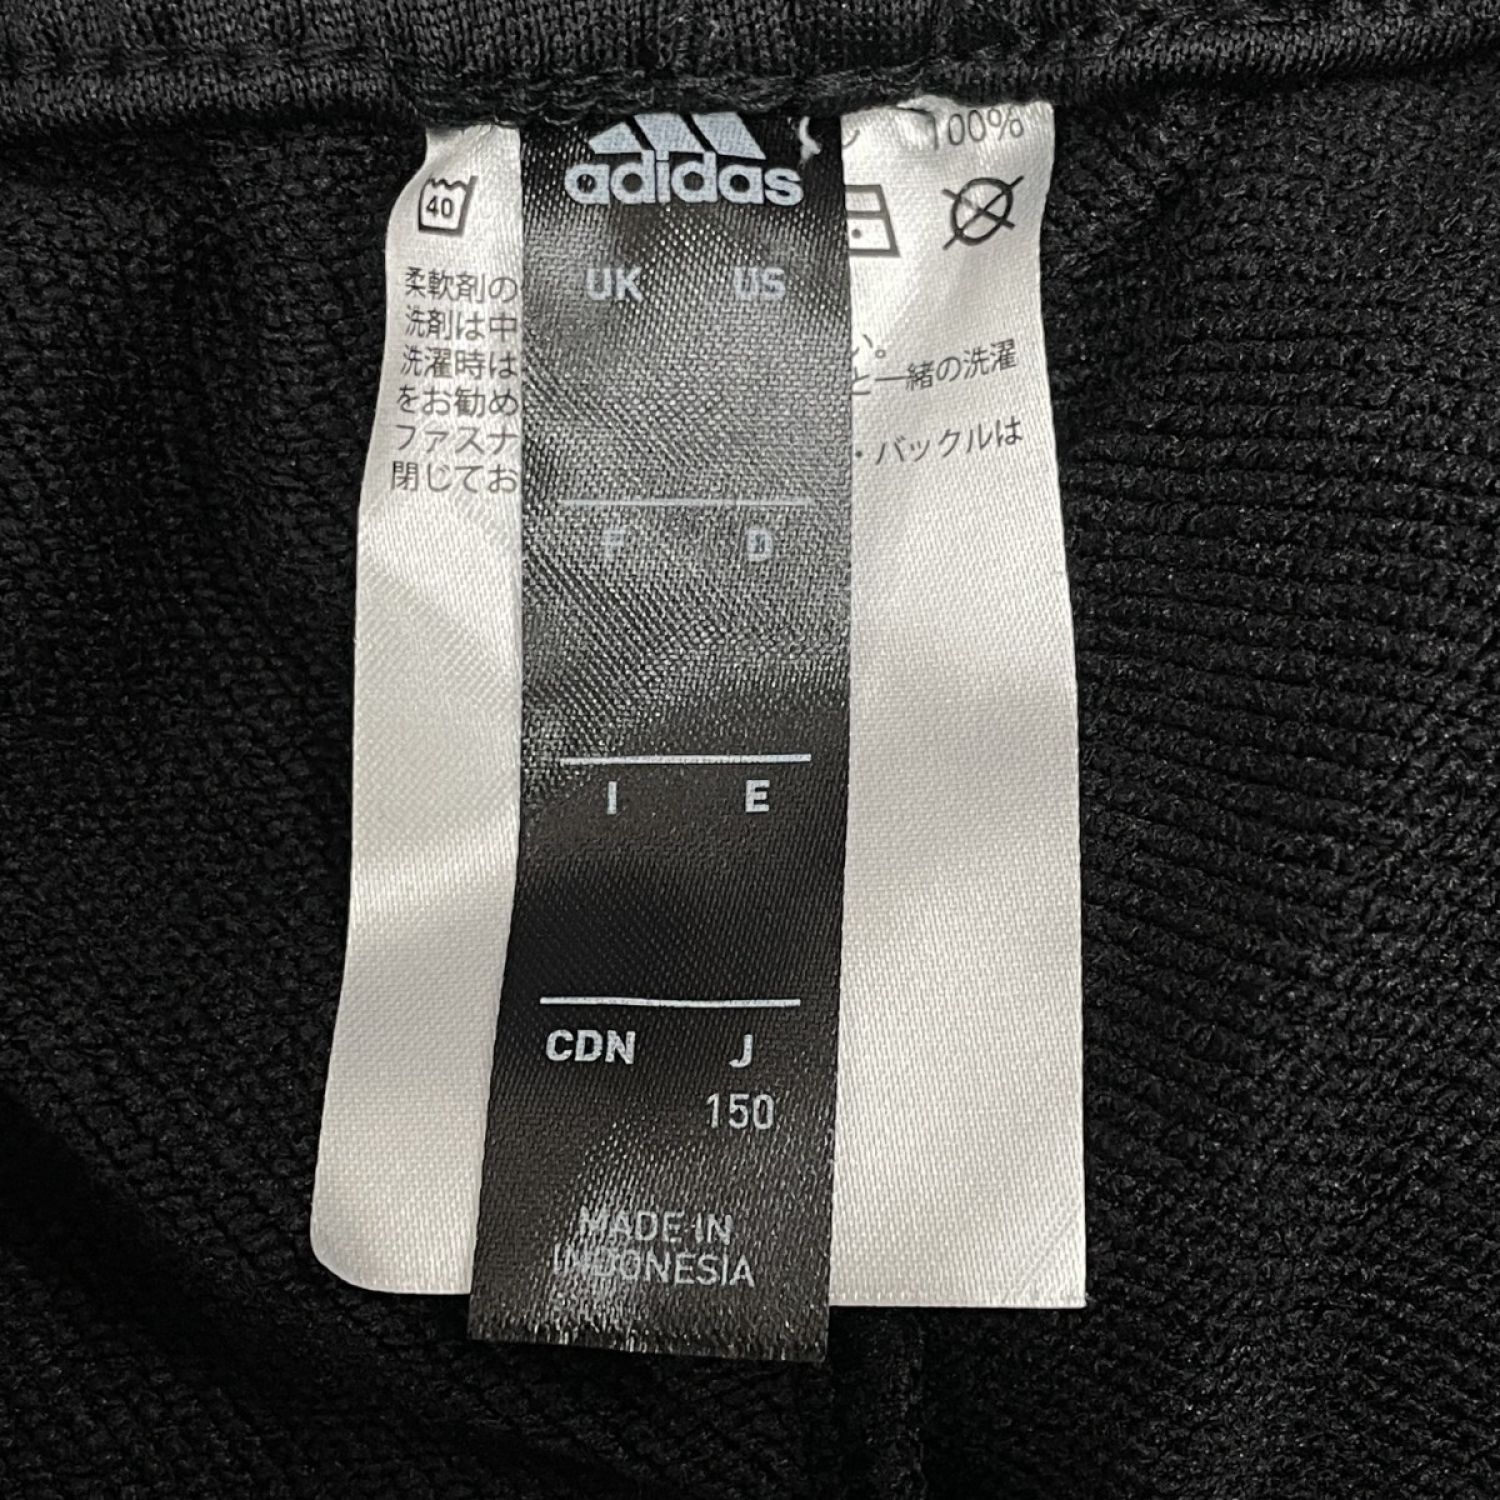 adidas
UK US
F D
I E
CDN J
150
MADE IN
INDONESIA
100%
40
柔軟剤の
洗剤は中
い。
洗濯時は
と一緒の洗濯
をお勧め
ファスナ
・バックルは
閉じてお